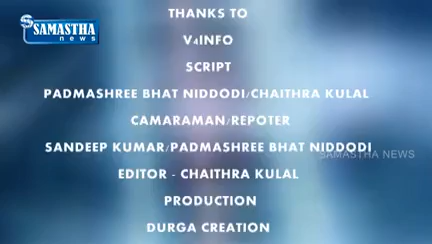 SAMASTHA
news
THANKS TO
V4INFO
SCRIPT
PADMASHREE BHAT NIDDODI/CHAITHRA KULAL
CAMARAMAN/REPOTER
SANDEEP KUMAR/PADMASHREE BHAT NIDDODI
SAMASTHA NEWS
EDITOR - CHAITHRA KULAL
PRODUCTION
DURGA CREATION